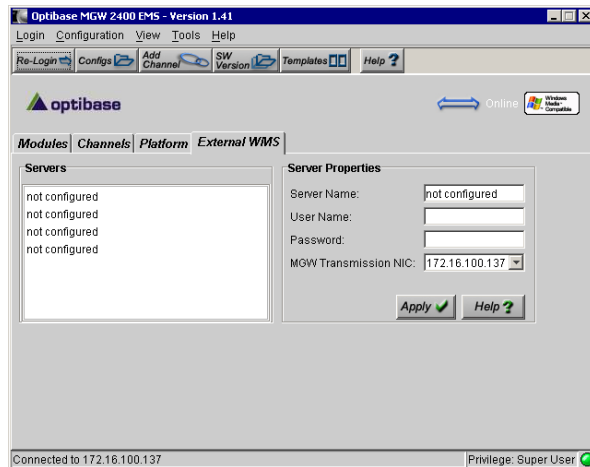 Optibase MGW 2400 EMS - Version 1.41
Login Configuration View Tools Help
Re-Login Configs Add Channel SW Version Templates Help ?
optibase Online Windows Media Compatible
Modules Channels Platform External WMS
Servers
not configured
not configured
not configured
not configured
Server Properties
Server Name: not configured
User Name:
Password:
MGW Transmission NIC: 172.16.100.137
Apply Help ?
Connected to 172.16.100.137 Privilege: Super User